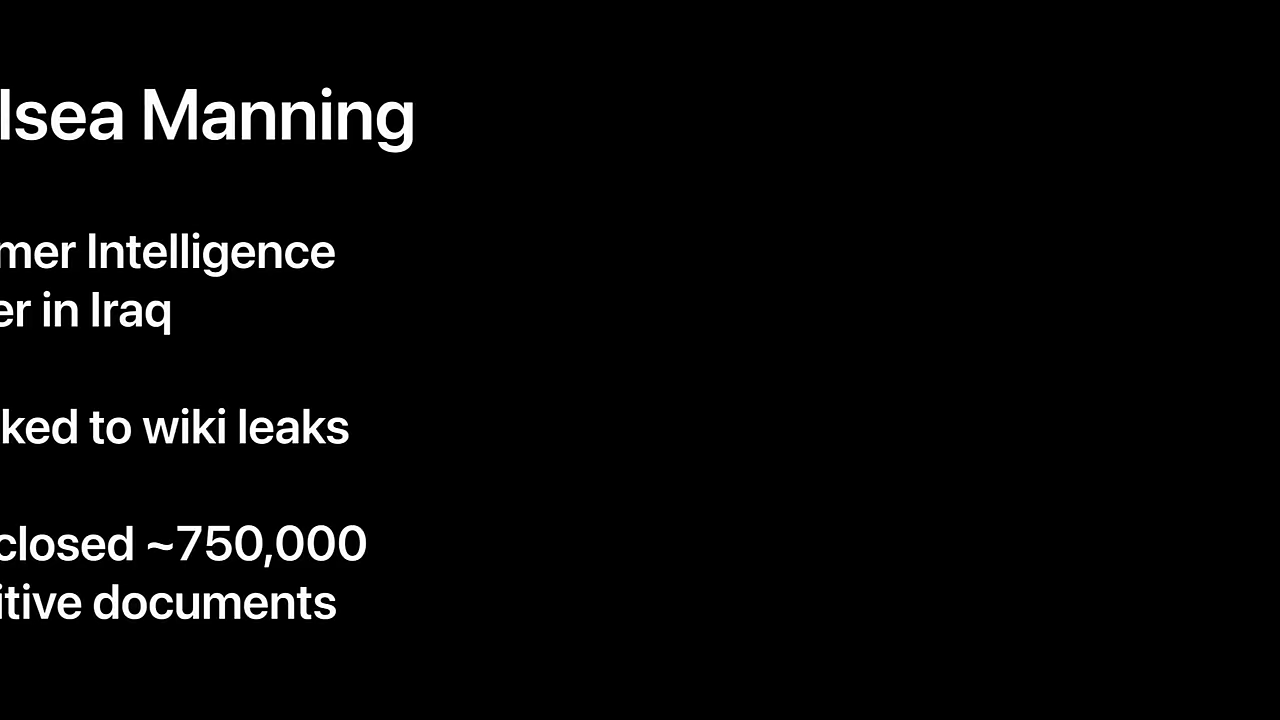 lsea Manning
mer Intelligence
er in Iraq
ked to wiki leaks
closed ~750,000
itive documents